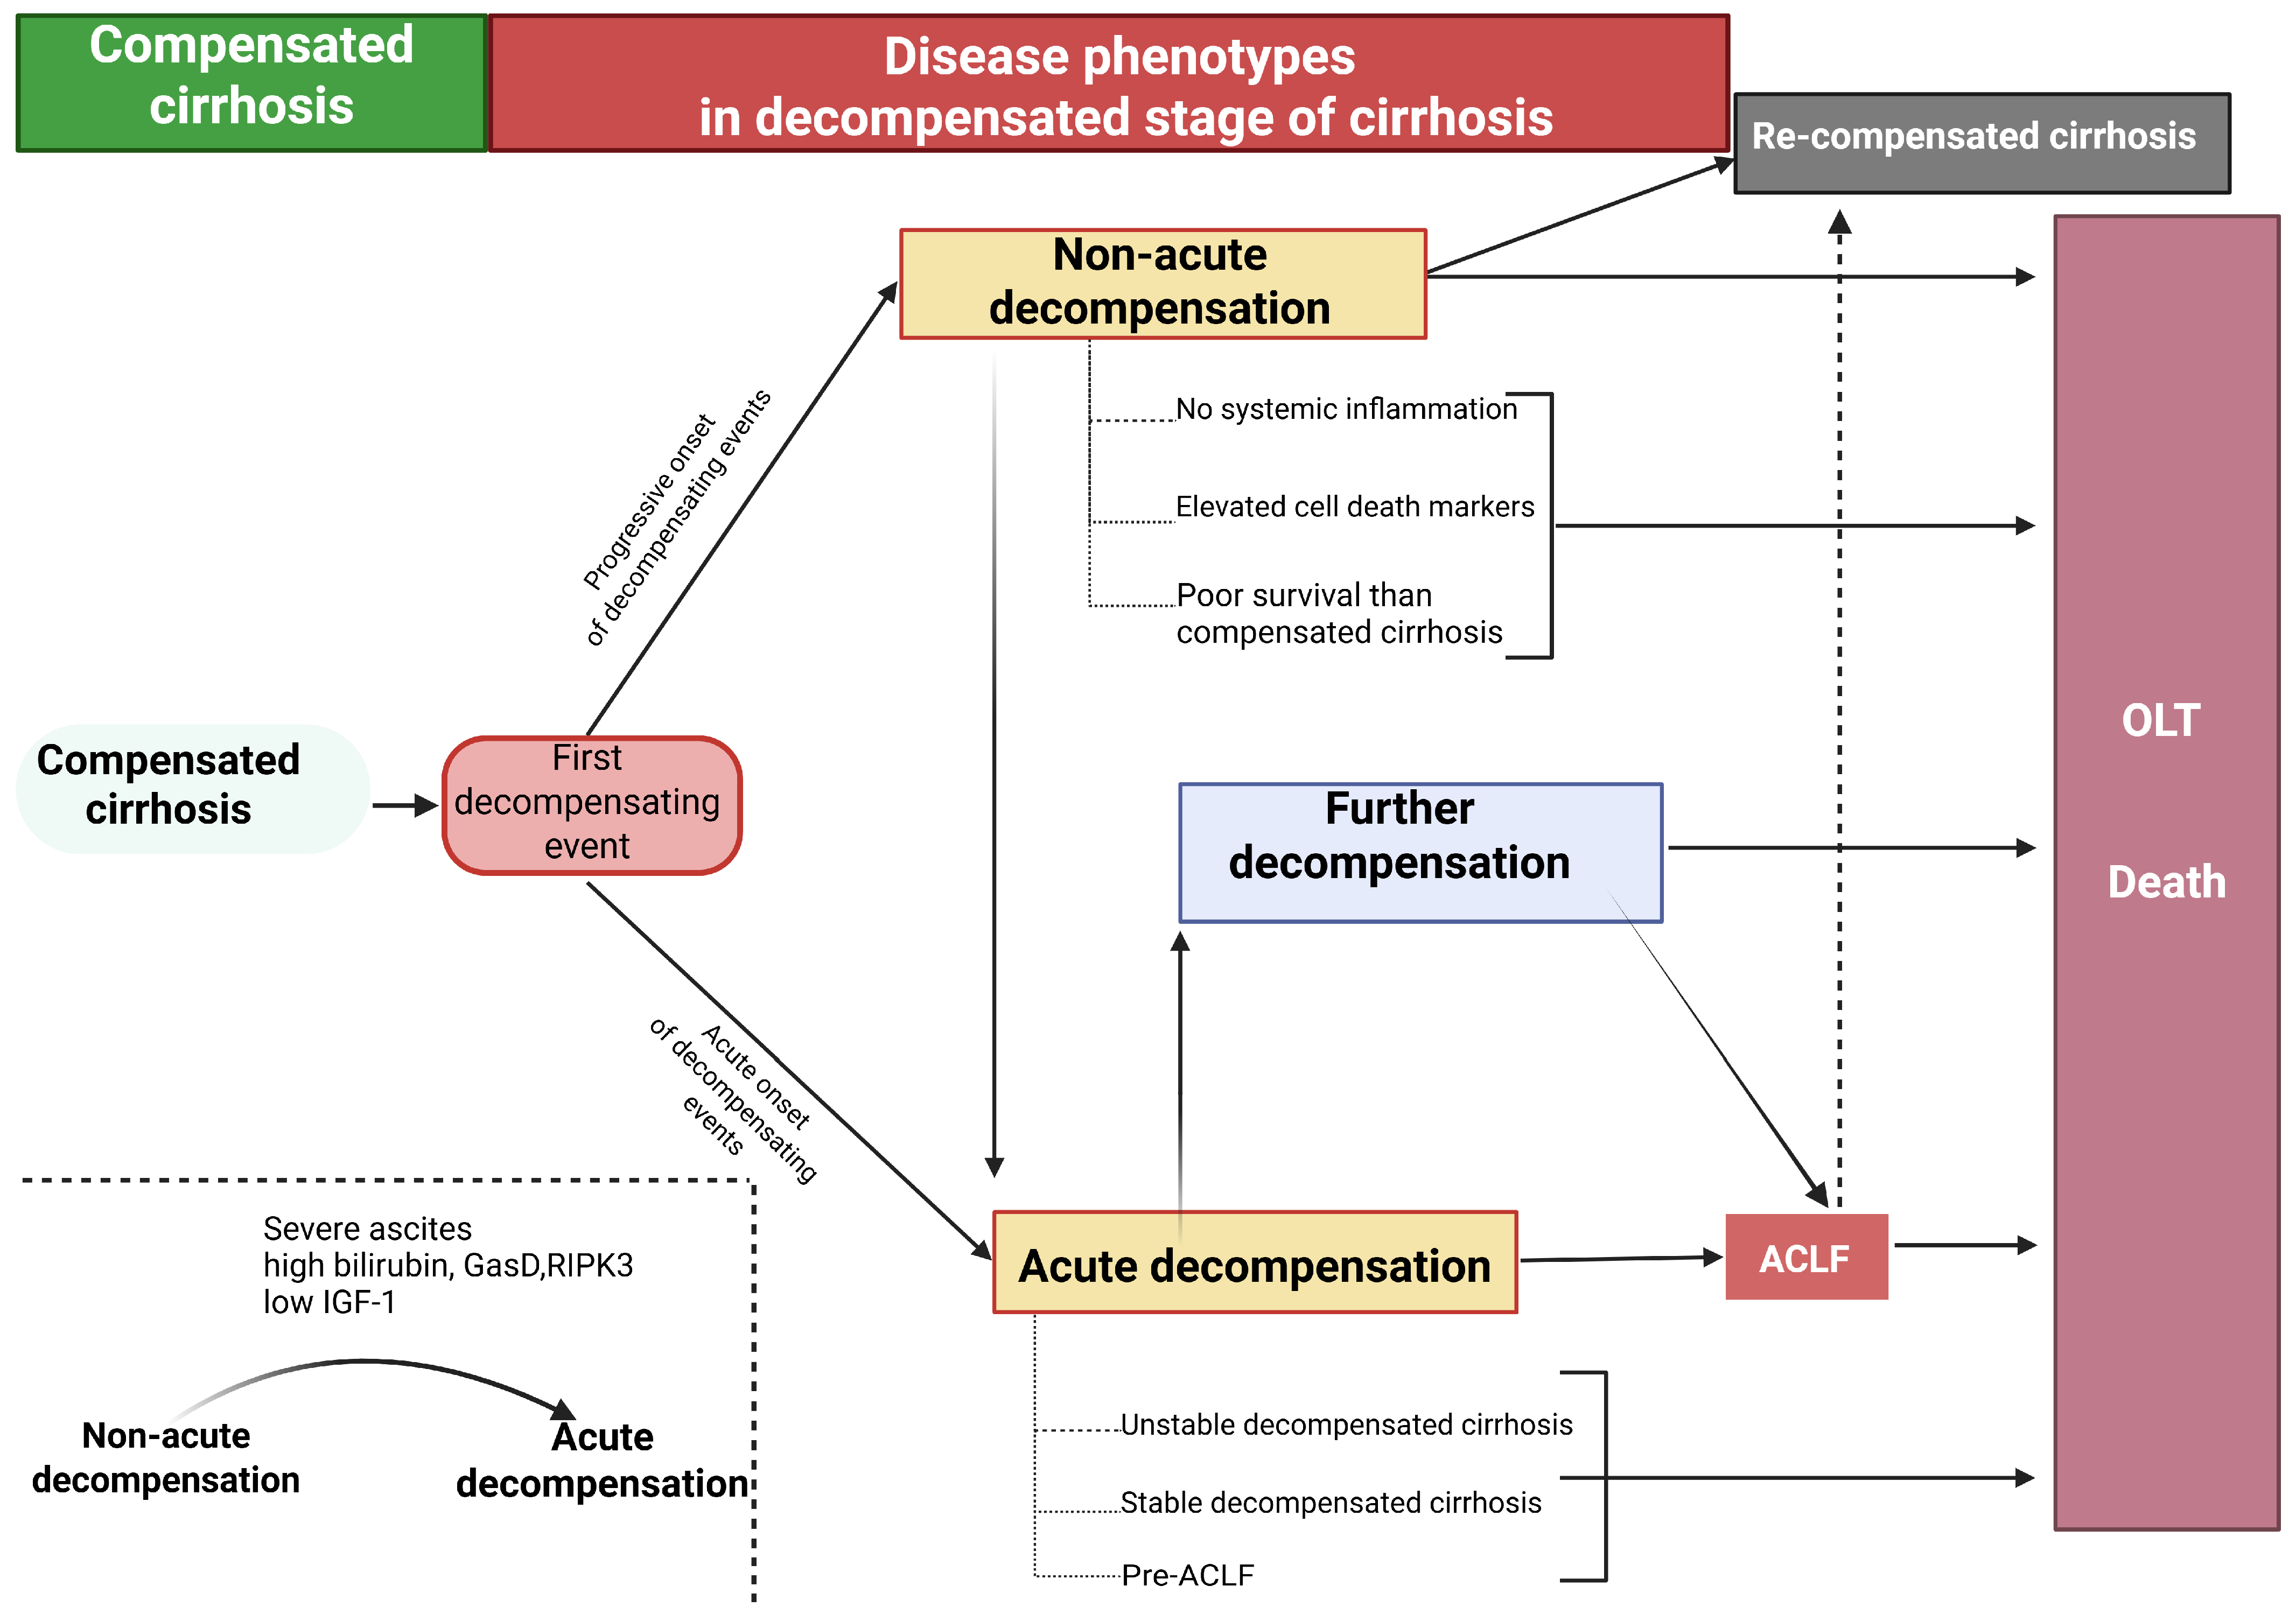 Compensated
cirrhosis
Disease phenotypes
in decompensated stage of cirrhosis
Re-compensated cirrhosis
Non-acute
decompensation
No systemic inflammation
Elevated cell death markers
Poor survival than
compensated cirrhosis
Progressive onset
of decompensating events
Compensated
cirrhosis
First
decompensating
event
Further
decompensation
OLT
Death
Acute onset
of decompensating
events
Acute decompensation
ACLF
Unstable decompensated cirrhosis
Stable decompensated cirrhosis
Pre-ACLF
Severe ascites
high bilirubin, GasD,RIPK3
low IGF-1
Non-acute
decompensation
Acute
decompensation